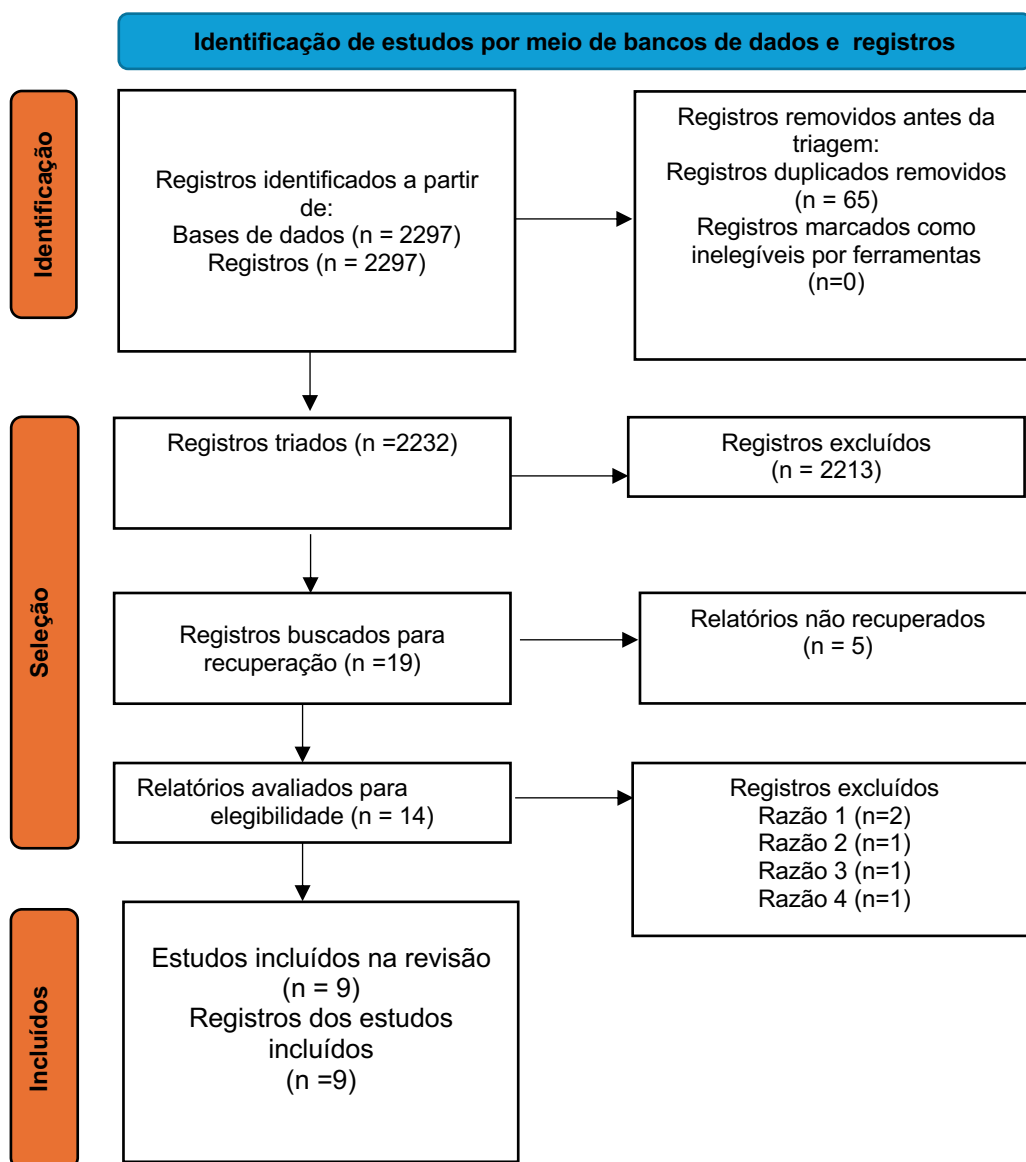 Identificação de estudos por meio de bancos de dados e registros
Identificação
Registros identificados a partir
de:
Bases de dados (n = 2297)
Registros (n = 2297)
Registros removidos antes da
triagem:
Registros duplicados removidos
(n = 65)
Registros marcados como
inelegíveis por ferramentas
(n=0)
Seleção
Registros triados (n =2232)
Registros excluídos
(n = 2213)
Registros buscados para
recuperação (n =19)
Relatórios não recuperados
(n = 5)
Relatórios avaliados para
elegibilidade (n = 14)
Registros excluídos
Razão 1 (n=2)
Razão 2 (n=1)
Razão 3 (n=1)
Razão 4 (n=1)
Incluídos
Estudos incluídos na revisão
(n = 9)
Registros dos estudos
incluídos
(n =9)